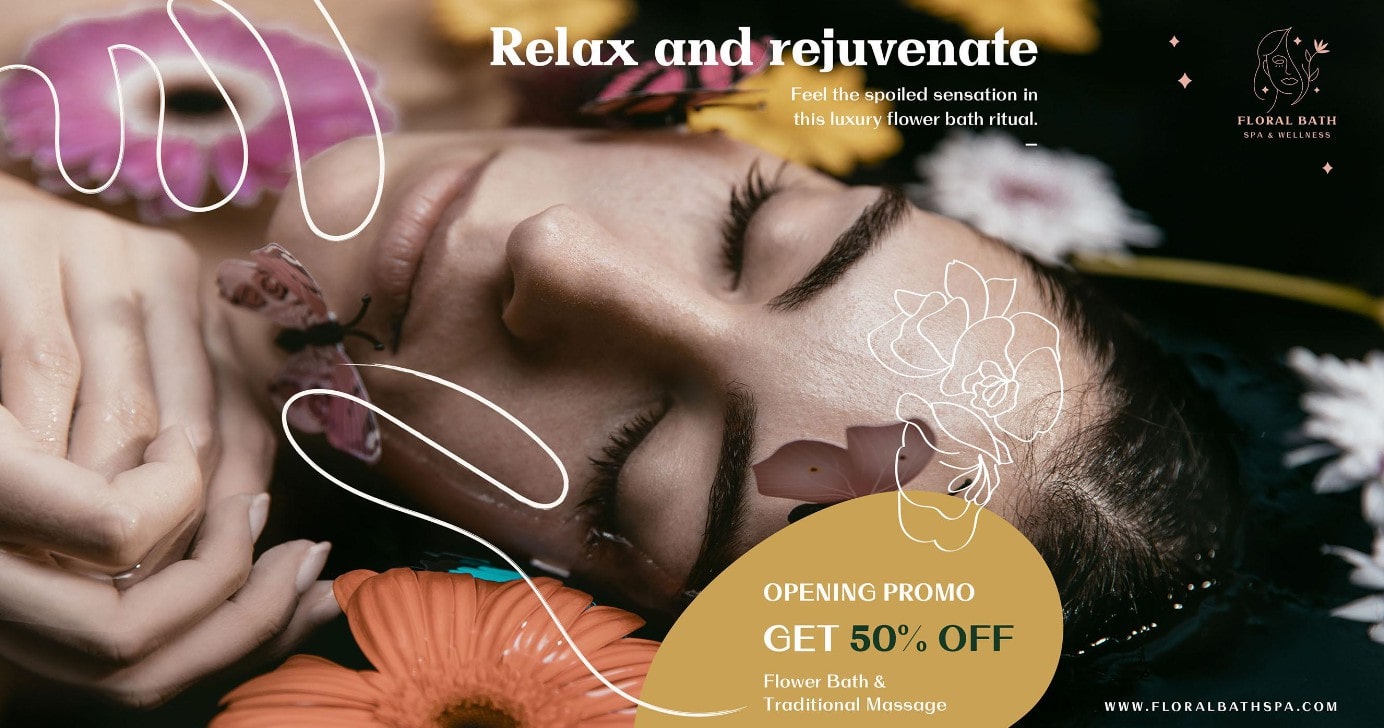 Relax and rejuvenate
Feel the spoiled sensation in
this luxury flower bath ritual.
FLORAL BATH
SPA & WELLNESS
OPENING PROMO
GET 50% OFF
Flower Bath &
Traditional Massage
WWW.FLORALBATHSPA.COM